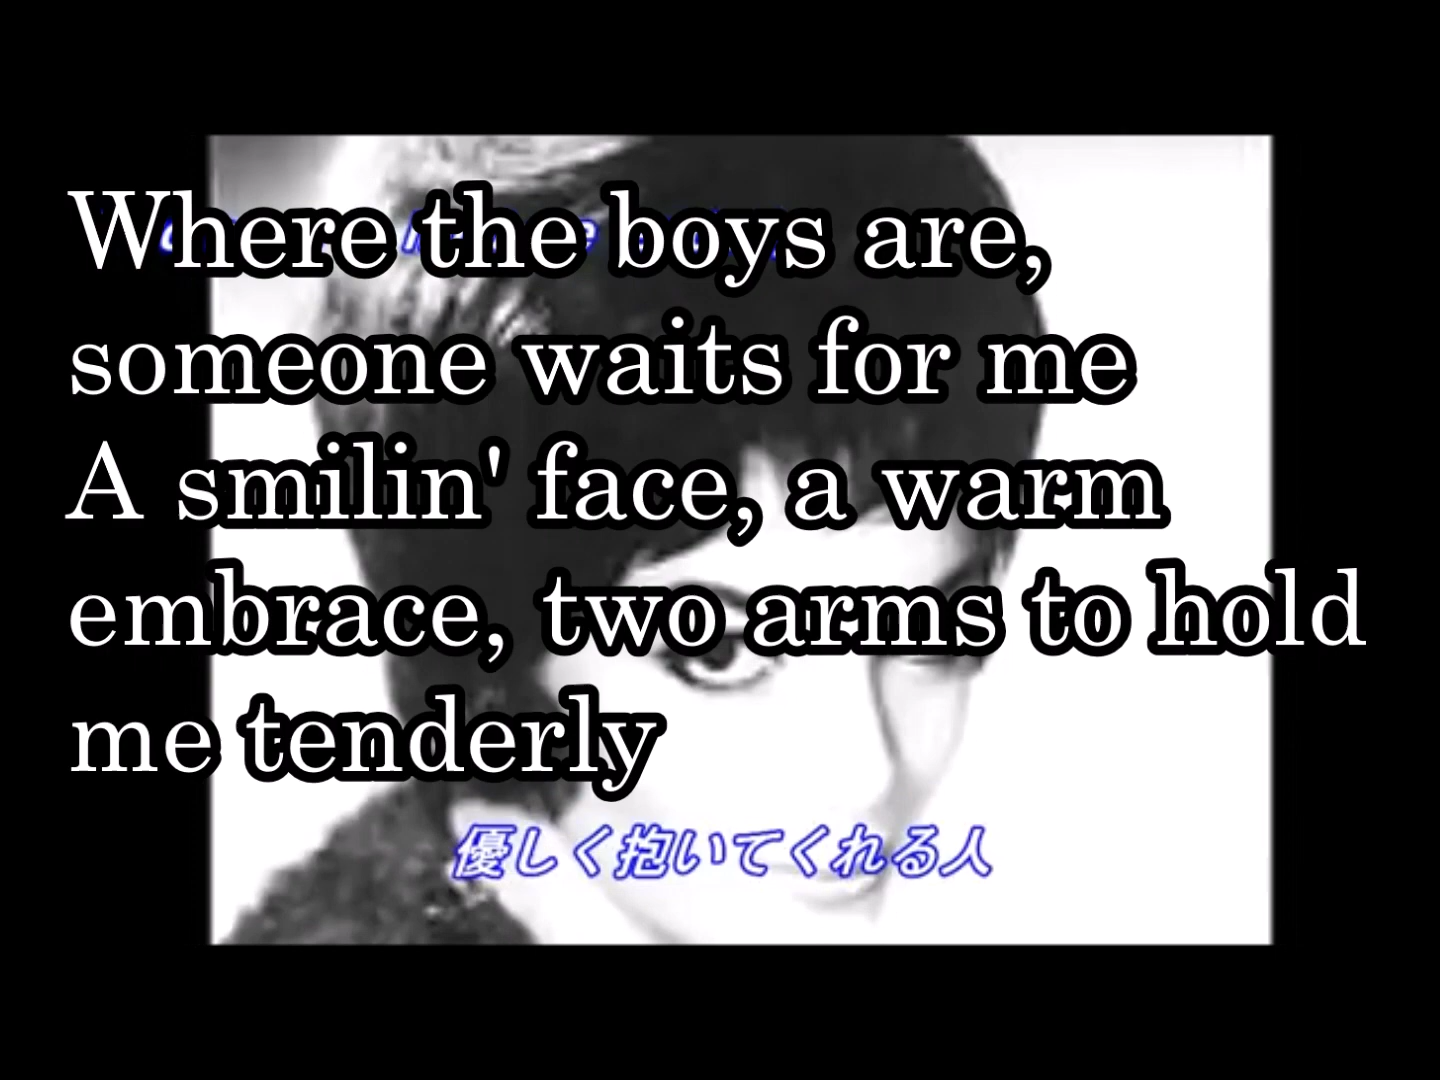 Where the boys are,
someone waits for me
A smilin' face, a warm
embrace, two arms to hold
me tenderly
優しく抱いてくれる人